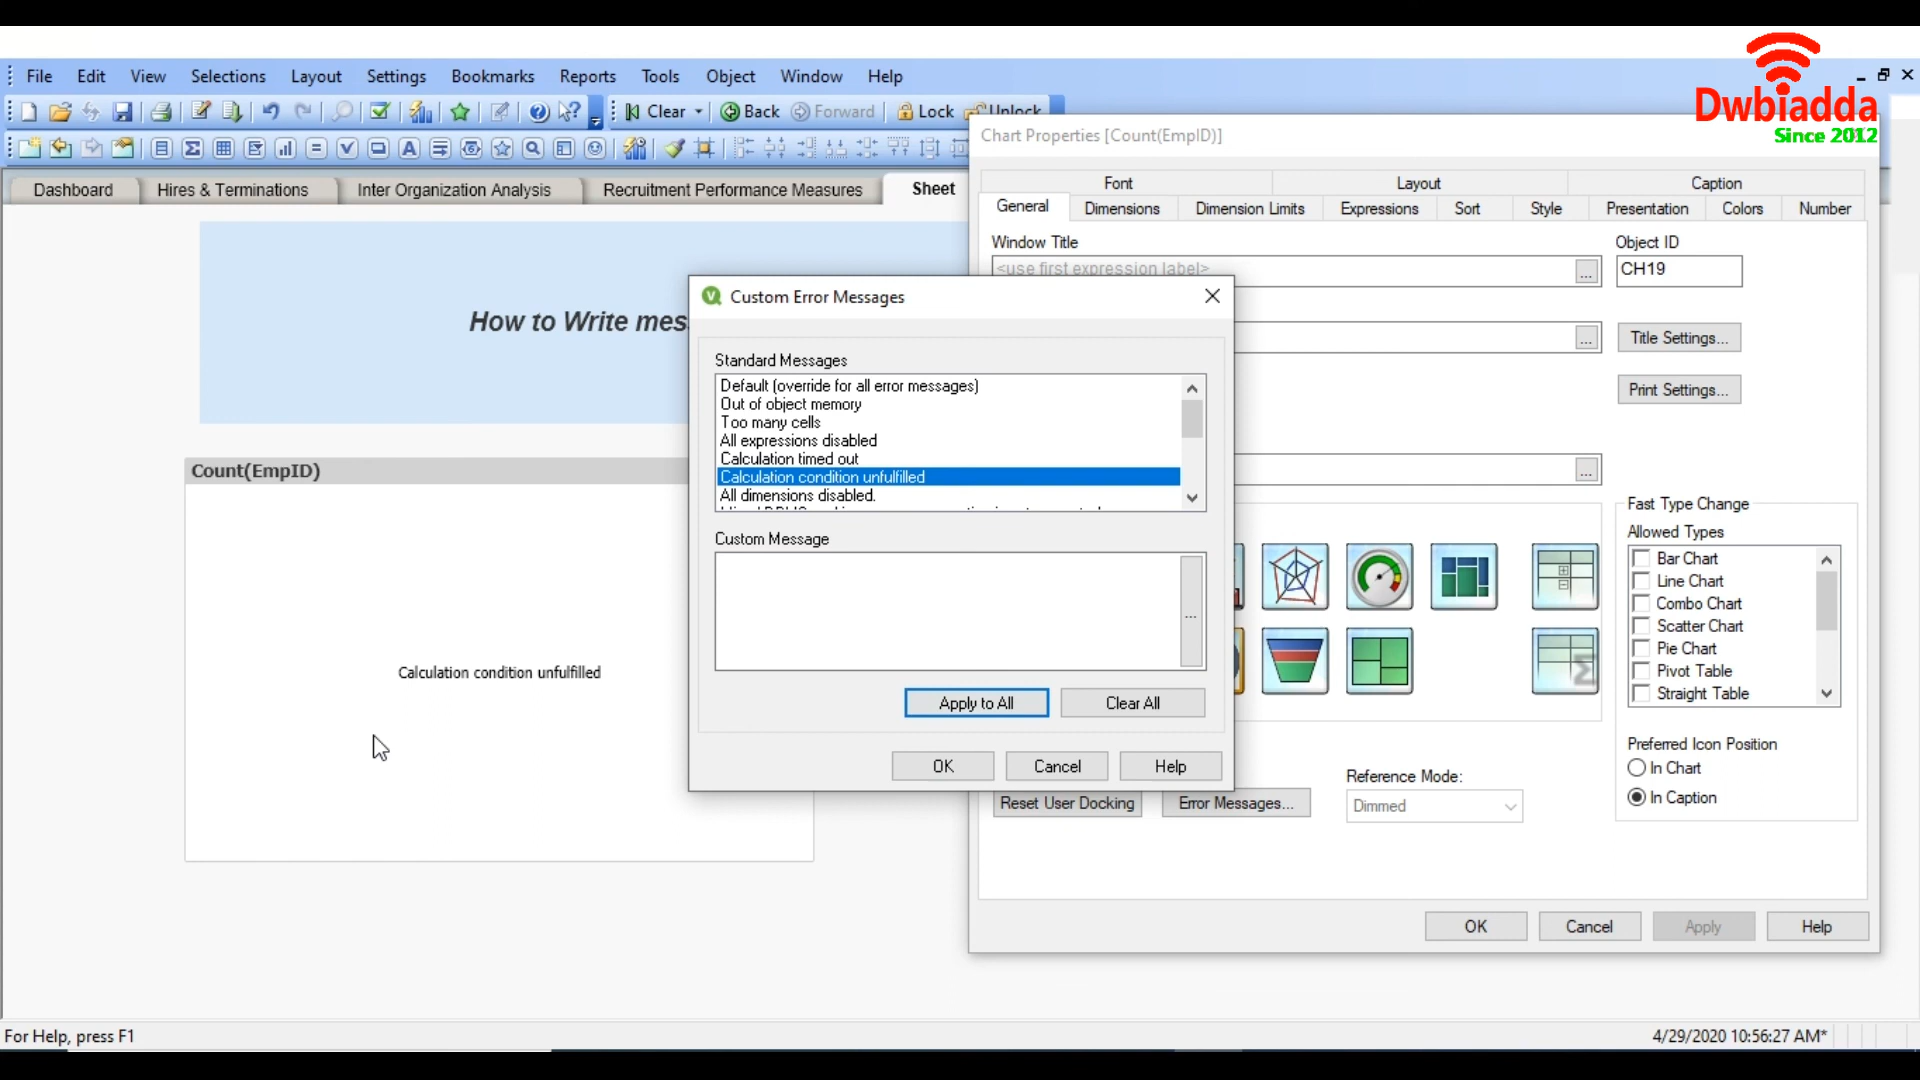 Dwbiadda
Since 2012
File Edit View Selections Layout Settings Bookmarks Reports Tools Object Window Help
Clear Back Forward Lock Unlock
Dashboard Hires & Terminations Inter Organization Analysis Recruitment Performance Measures Sheet
How to Write mes
Count(EmpID)
Calculation condition unfulfilled
Chart Properties [Count(EmpID)]
Font Layout Caption
General Dimensions Dimension Limits Expressions Sort Style Presentation Colors Number
Window Title
<use first expression label>
...
Object ID
CH19
...
Title Settings...
Print Settings...
...
Custom Error Messages
Standard Messages
Default (override for all error messages)
Out of object memory
Too many cells
All expressions disabled
Calculation timed out
Calculation condition unfulfilled
All dimensions disabled.
Custom Message
...
Apply to All Clear All
OK Cancel Help
Fast Type Change
Allowed Types
Bar Chart
Line Chart
Combo Chart
Scatter Chart
Pie Chart
Pivot Table
Straight Table
Preferred Icon Position
In Chart
In Caption
Reset User Docking Error Messages...
Reference Mode:
Dimmed
OK Cancel Apply Help
For Help, press F1
4/29/2020 10:56:27 AM*